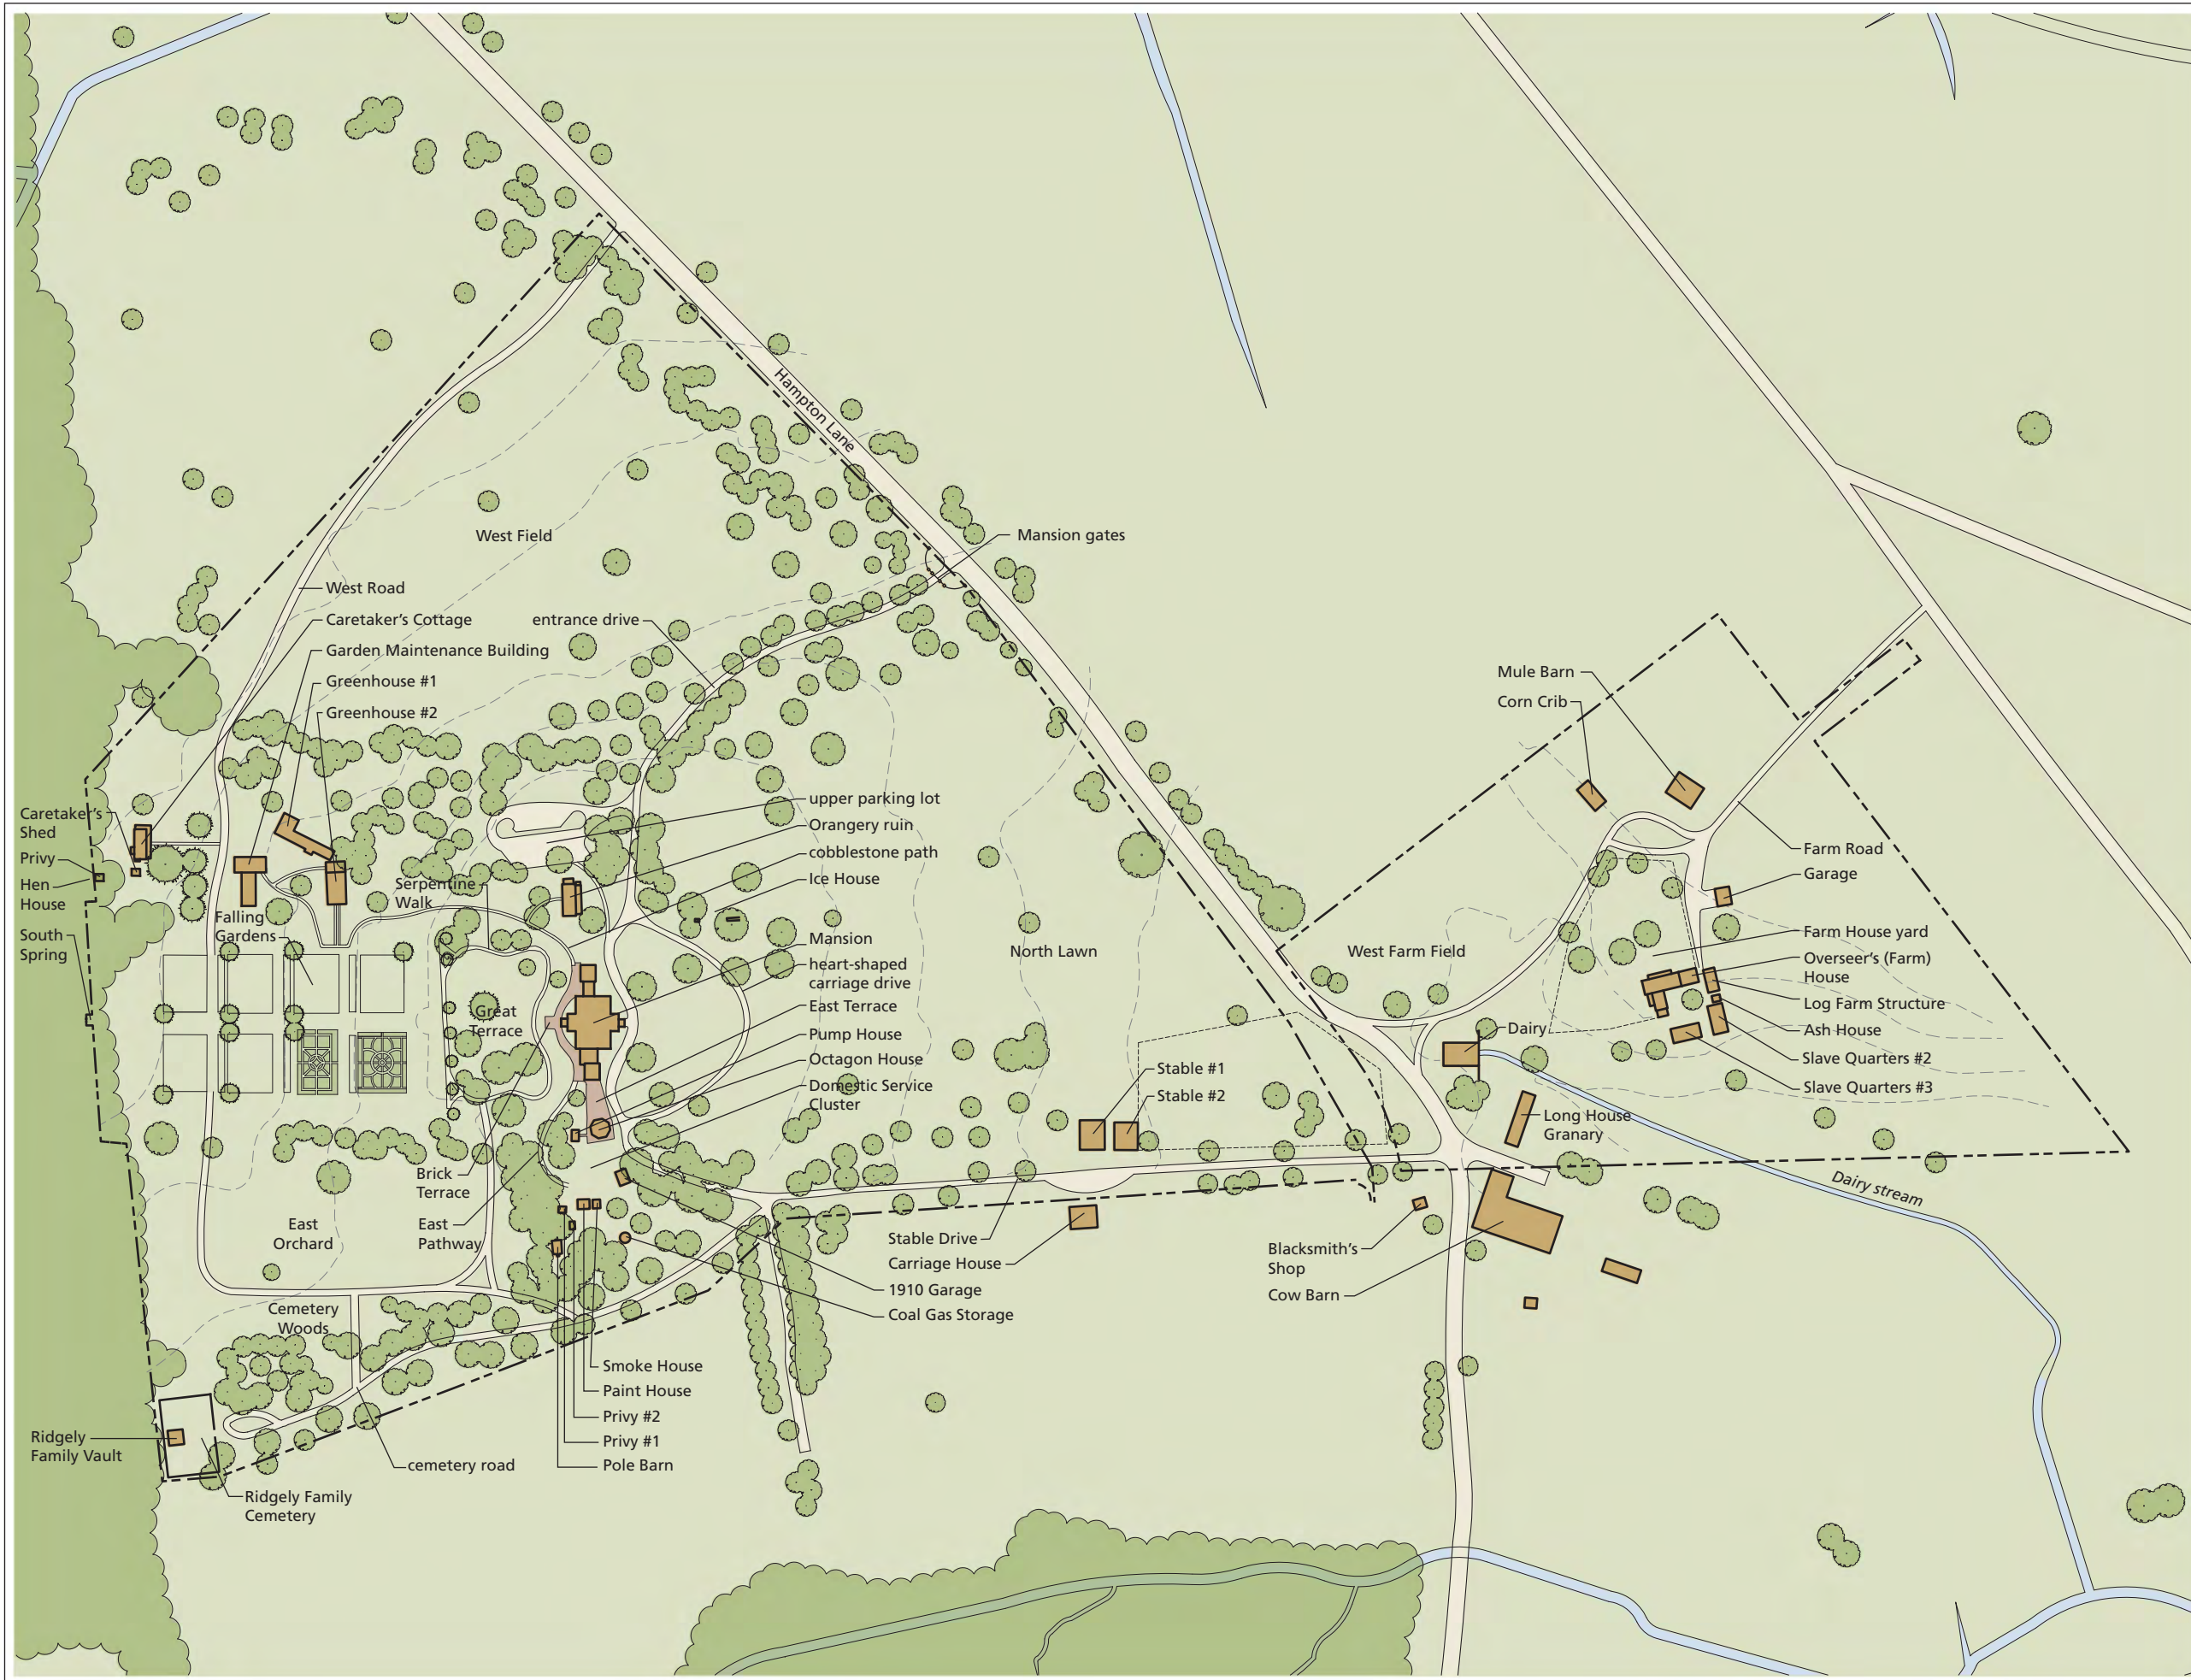 Hampton Lane
West Field
Mansion gates
West Road
Caretaker’s Cottage
entrance drive
Garden Maintenance Building
Greenhouse #1
Greenhouse #2
Mule Barn
Corn Crib
Caretaker’s
Shed
Privy
Hen
House
South
Spring
Serpentine
Walk
Falling
Gardens
upper parking lot
Orangery ruin
cobblestone path
Ice House
Mansion
heart-shaped
carriage drive
East Terrace
Pump House
Octagon House
Domestic Service
Cluster
Great
Terrace
North Lawn
West Farm Field
Farm Road
Garage
Farm House yard
Overseer’s (Farm)
House
Log Farm Structure
Ash House
Slave Quarters #2
Slave Quarters #3
Dairy
Stable #1
Stable #2
Long House
Granary
Dairy stream
Brick
Terrace
East
Orchard
East
Pathway
Stable Drive
Carriage House
1910 Garage
Coal Gas Storage
Blacksmith’s
Shop
Cow Barn
Cemetery
Woods
Smoke House
Paint House
Privy #2
Privy #1
Pole Barn
Ridgely
Family Vault
cemetery road
Ridgely Family
Cemetery